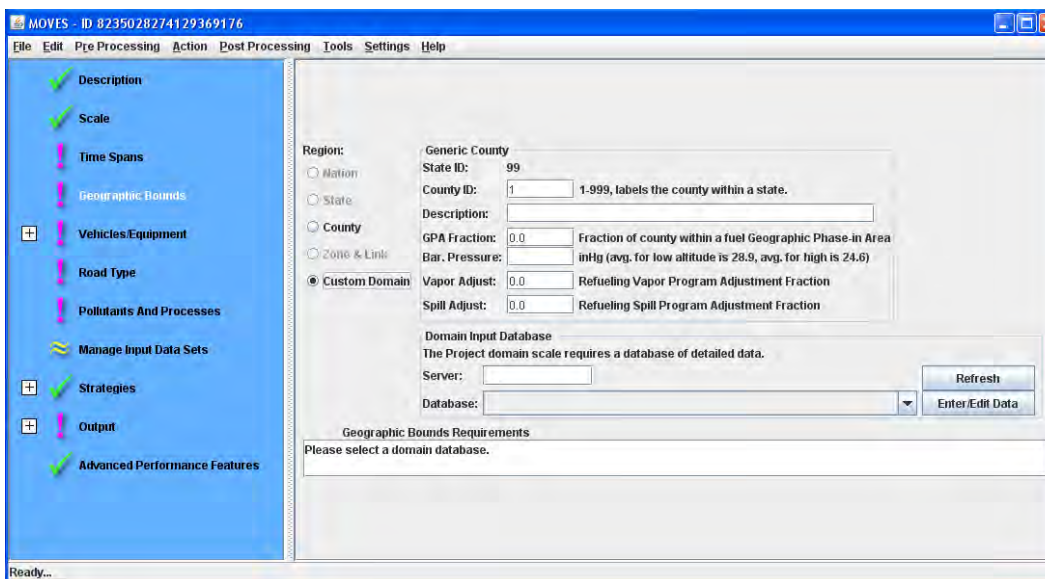 MOVES - ID 8235028274129369176
File Edit Pre Processing Action Post Processing Tools Settings Help
Description
Scale
Time Spans
Geographic Bounds
Vehicles/Equipment
Road Type
Pollutants And Processes
Manage Input Data Sets
Strategies
Output
Advanced Performance Features
Region:
Nation
State
County
Zone & Link
Custom Domain
Generic County
State ID: 99
County ID: 1 1-999, labels the county within a state.
Description:
GPA Fraction: 0.0 Fraction of county within a fuel Geographic Phase-in Area
Bar. Pressure: inHg (avg. for low altitude is 28.9, avg. for high is 24.6)
Vapor Adjust: 0.0 Refueling Vapor Program Adjustment Fraction
Spill Adjust: 0.0 Refueling Spill Program Adjustment Fraction
Domain Input Database
The Project domain scale requires a database of detailed data.
Server:
Refresh
Database:
Enter/Edit Data
Geographic Bounds Requirements
Please select a domain database.
Ready...